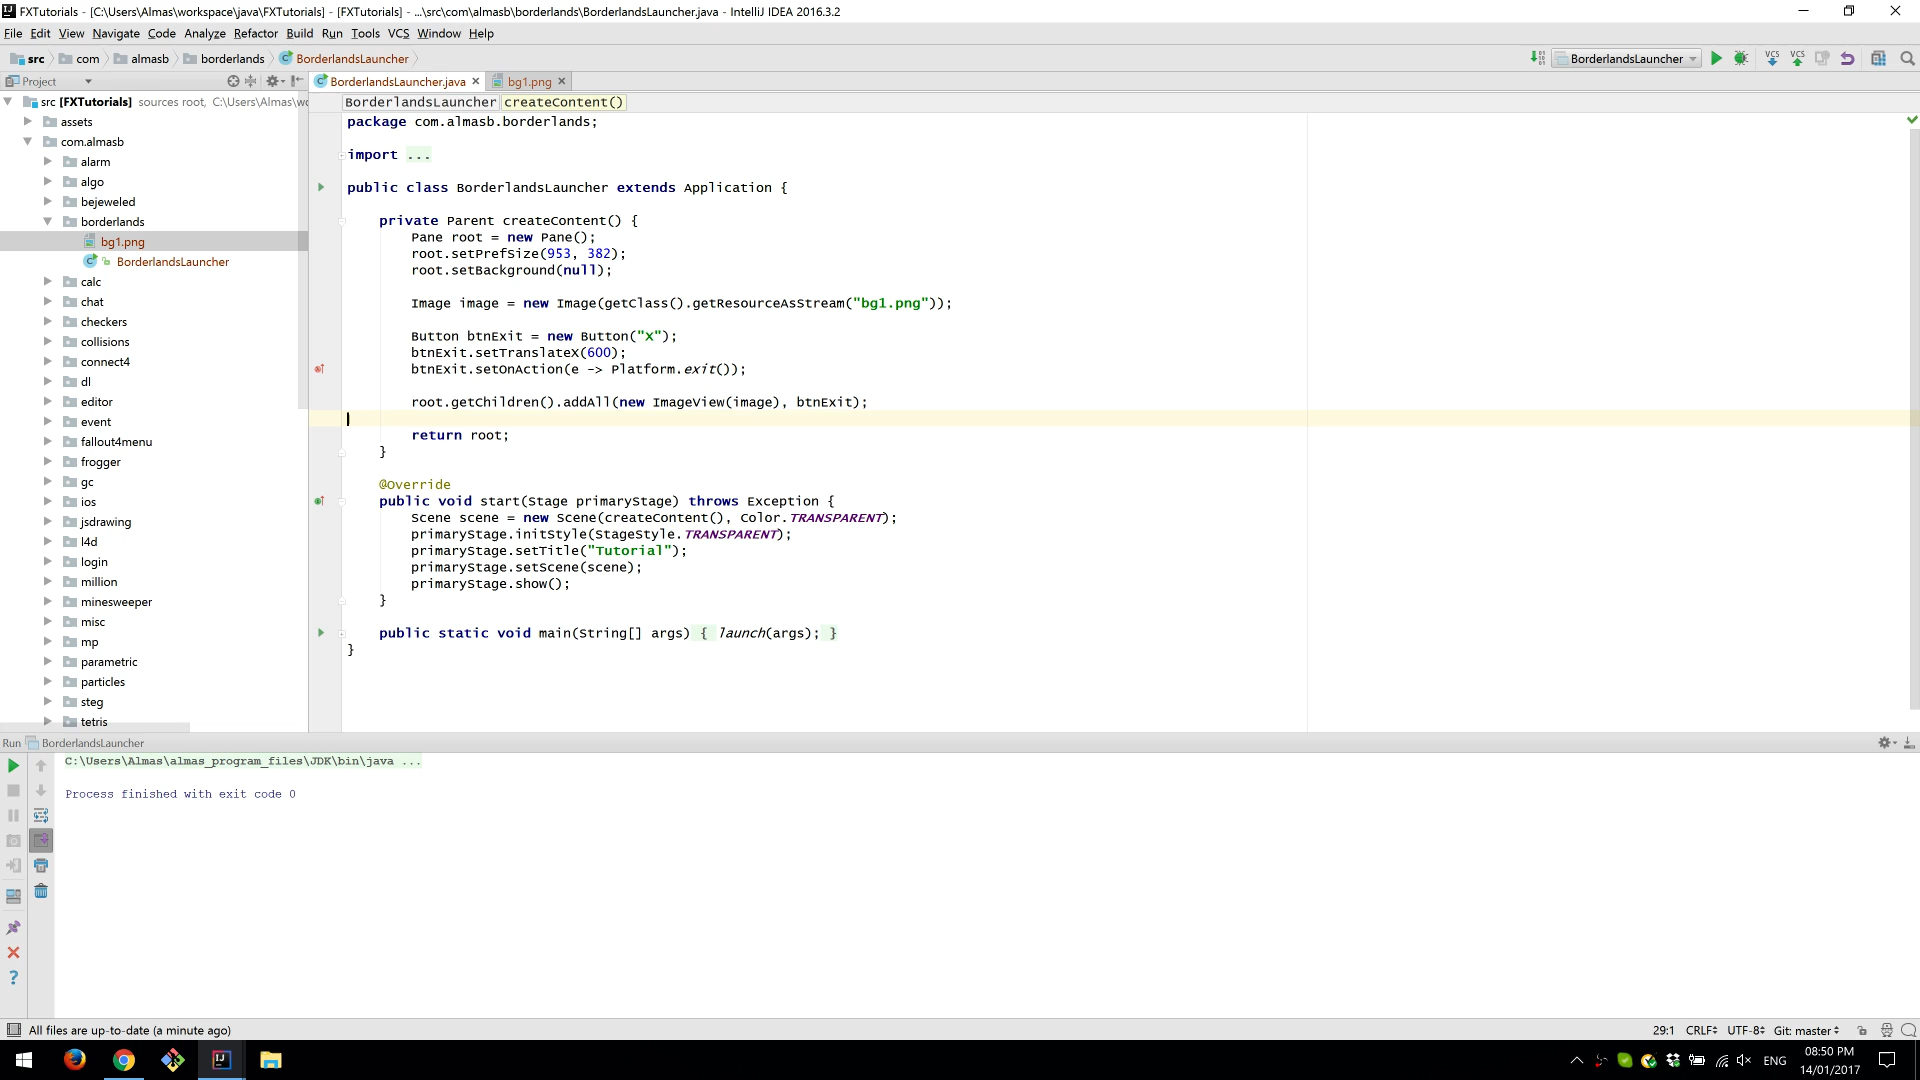 FXTutorials - [C:\Users\Almas\workspace\java\FXTutorials] - [FXTutorials] - ...\src\com\almasb\borderlands\BorderlandsLauncher.java - IntelliJ IDEA 2016.3.2
File Edit View Navigate Code Analyze Refactor Build Run Tools VCS Window Help
src com almasb borderlands BorderlandsLauncher
BorderlandsLauncher
VCS VCS
Project
BorderlandsLauncher.java bg1.png
BorderlandsLauncher createContent()
src [FXTutorials] sources root, C:\Users\Almas\wo
assets
com.almasb
alarm
algo
bejeweled
borderlands
bg1.png
BorderlandsLauncher
calc
chat
checkers
collisions
connect4
dl
editor
event
fallout4menu
frogger
gc
ios
jsdrawing
l4d
login
million
minesweeper
misc
mp
parametric
particles
steg
tetris
package com.almasb.borderlands;
import ...
public class BorderlandsLauncher extends Application {
private Parent createContent() {
Pane root = new Pane();
root.setPrefSize(953, 382);
root.setBackground(null);
Image image = new Image(getClass().getResourceAsStream("bg1.png"));
Button btnExit = new Button("X");
btnExit.setTranslateX(600);
btnExit.setOnAction(e -> Platform.exit());
root.getChildren().addAll(new ImageView(image), btnExit);
return root;
}
@Override
public void start(Stage primaryStage) throws Exception {
Scene scene = new Scene(createContent(), Color.TRANSPARENT);
primaryStage.initStyle(StageStyle.TRANSPARENT);
primaryStage.setTitle("Tutorial");
primaryStage.setScene(scene);
primaryStage.show();
}
public static void main(String[] args) { launch(args); }
}
Run BorderlandsLauncher
C:\Users\Almas\almas_program_files\JDK\bin\java ...
Process finished with exit code 0
All files are up-to-date (a minute ago)
29:1 CRLF UTF-8 Git: master
ENG
08:50 PM
14/01/2017